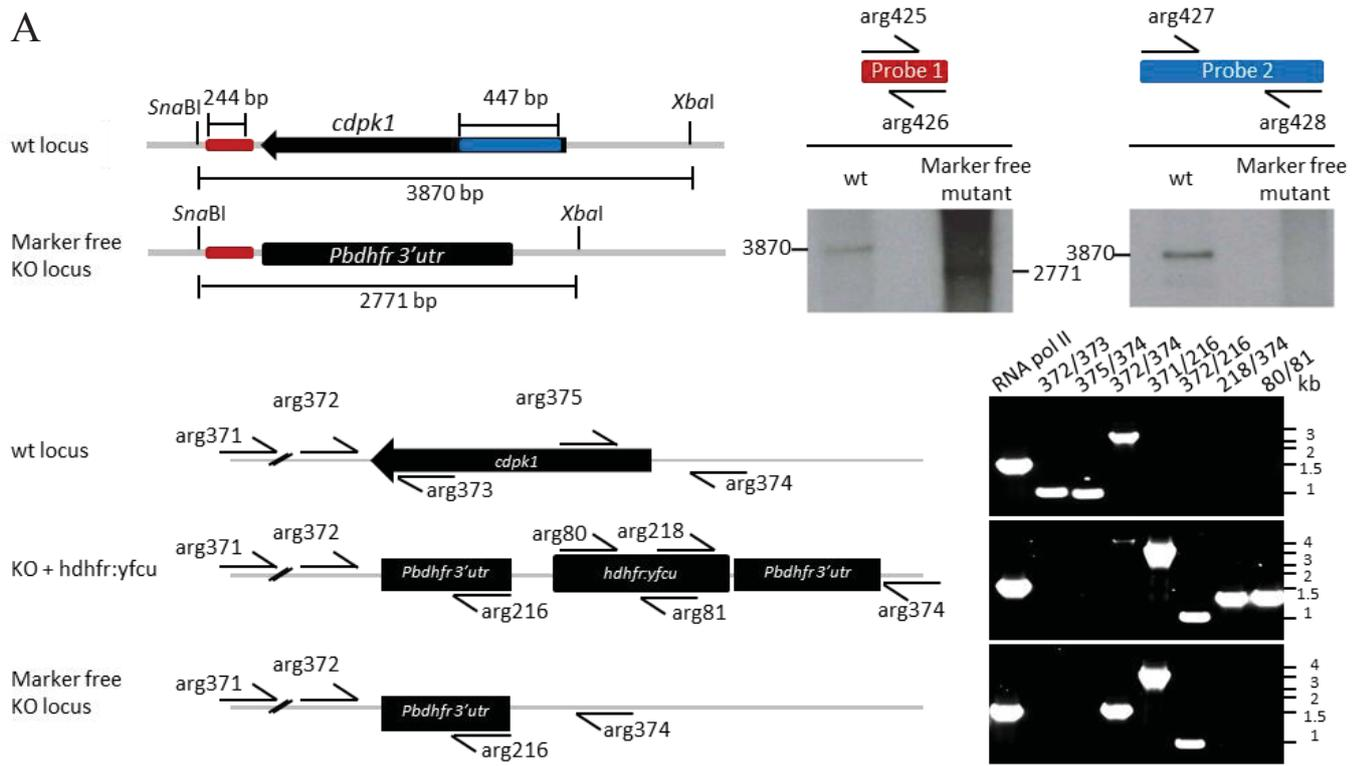 A
SnaBI
244 bp
cdpk1
447 bp
XbaI
wt locus
3870 bp
SnaBI
XbaI
Marker free
KO locus
Pbdhfr 3’utr
2771 bp
arg425
Probe 1
arg426
wt
Marker free
mutant
3870
2771
arg427
Probe 2
arg428
wt
Marker free
mutant
3870
wt locus
arg371
arg372
arg375
cdpk1
arg373
arg374
KO + hdhfr:yfcu
arg371
arg372
arg80
arg218
Pbdhfr 3’utr
hdhfr:yfcu
Pbdhfr 3’utr
arg216
arg81
arg374
Marker free
KO locus
arg371
arg372
Pbdhfr 3’utr
arg216
arg374
RNA pol II
372/373
375/374
372/374
371/216
372/216
218/374
80/81
kb
3
2
1.5
1
4
3
2
1.5
1
4
3
2
1.5
1